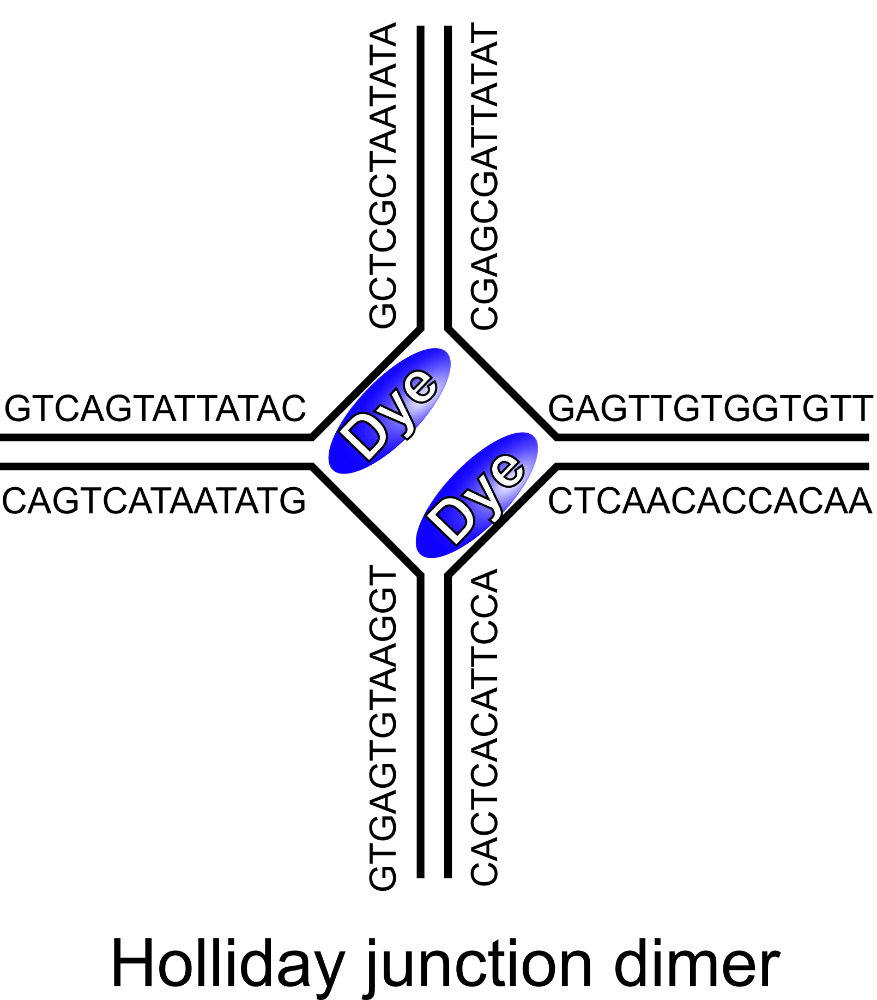 GCTCGCTAATATA
CGAGCGATTATAT
Dye
GTCAGTATTATAC
GAGTTGTGGTGTT
Dye
CAGTCATAATATG
CTCAACACCACAA
GTGAGTGTAAGGT
CACTCACATTCCA
Holliday junction dimer